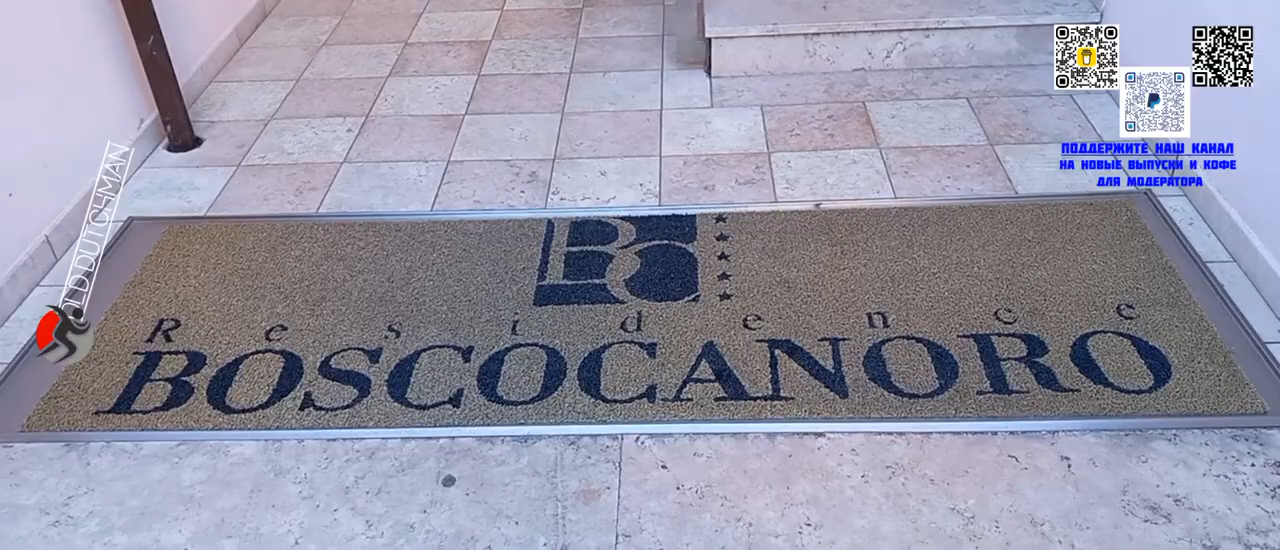 ПОДДЕРЖИТЕ НАШ КАНАЛ
НА НОВЫЕ ВЫПУСКИ И КОФЕ
ДЛЯ МОДЕРАТОРА
OLD DUTCHMAN
BC
Residence
BOSCOCANORO